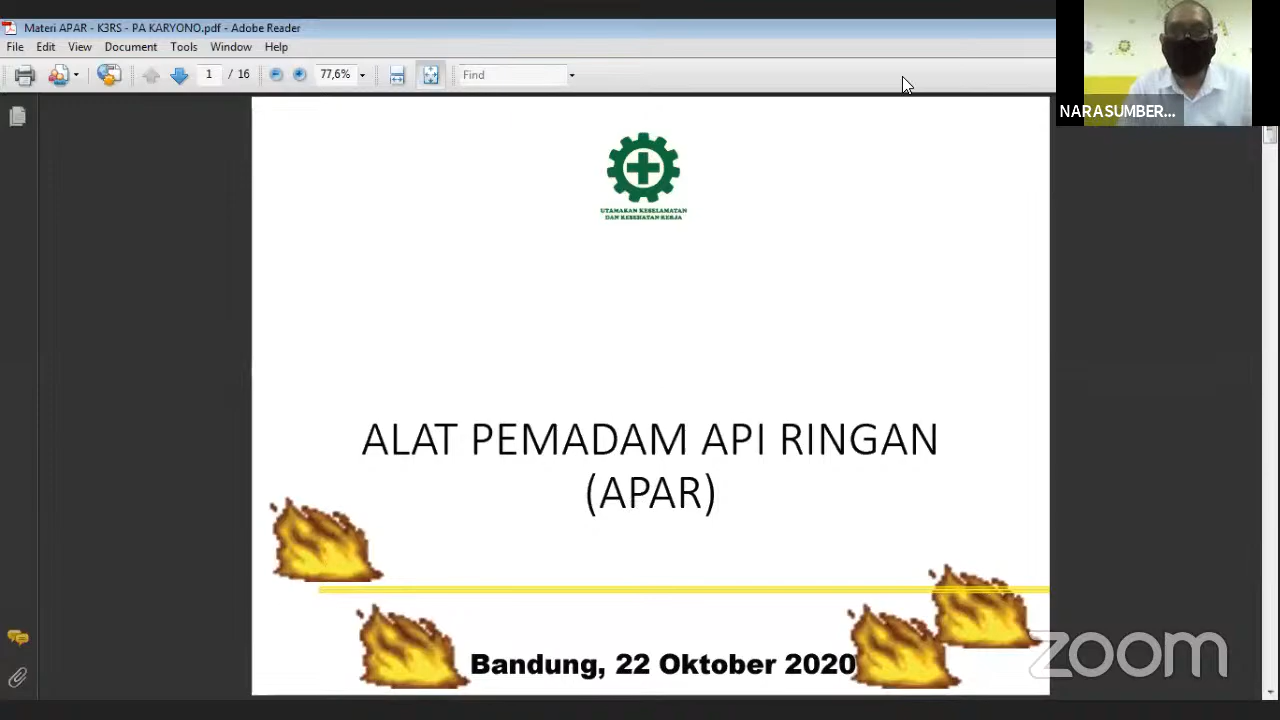 Materi APAR - K3RS - PA KARYONO.pdf - Adobe Reader
File Edit View Document Tools Window Help
1 / 16 77,6% Find
NARASUMBER...
UTAMAKAN KESELAMATAN
DAN KESEHATAN KERJA
ALAT PEMADAM API RINGAN
(APAR)
Bandung, 22 Oktober 2020
zoom